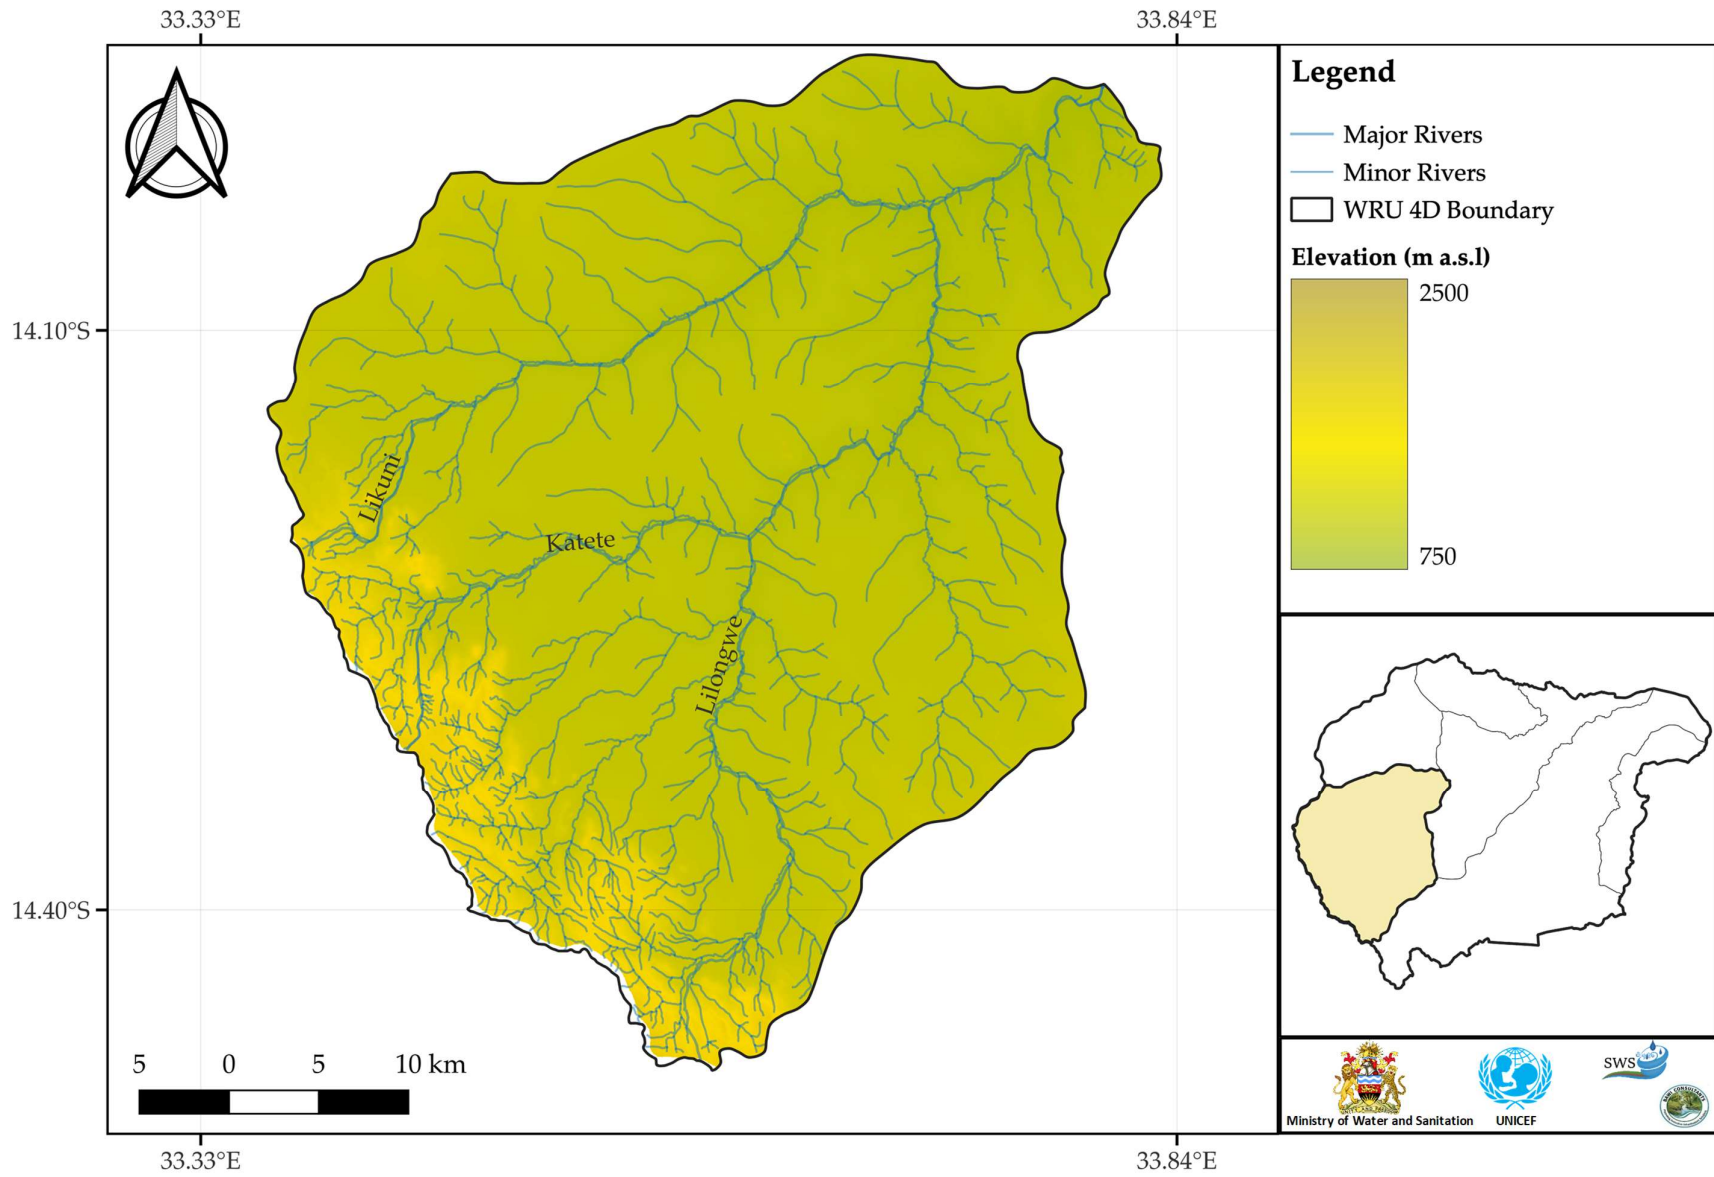 33.33°E
33.84°E
14.10°S
14.40°S
Likuni
Katete
Lilongwe
5 0 5 10 km
33.33°E
33.84°E
Legend
Major Rivers
Minor Rivers
WRU 4D Boundary
Elevation (m a.s.l)
2500
750
SWS
Ministry of Water and Sanitation
UNICEF